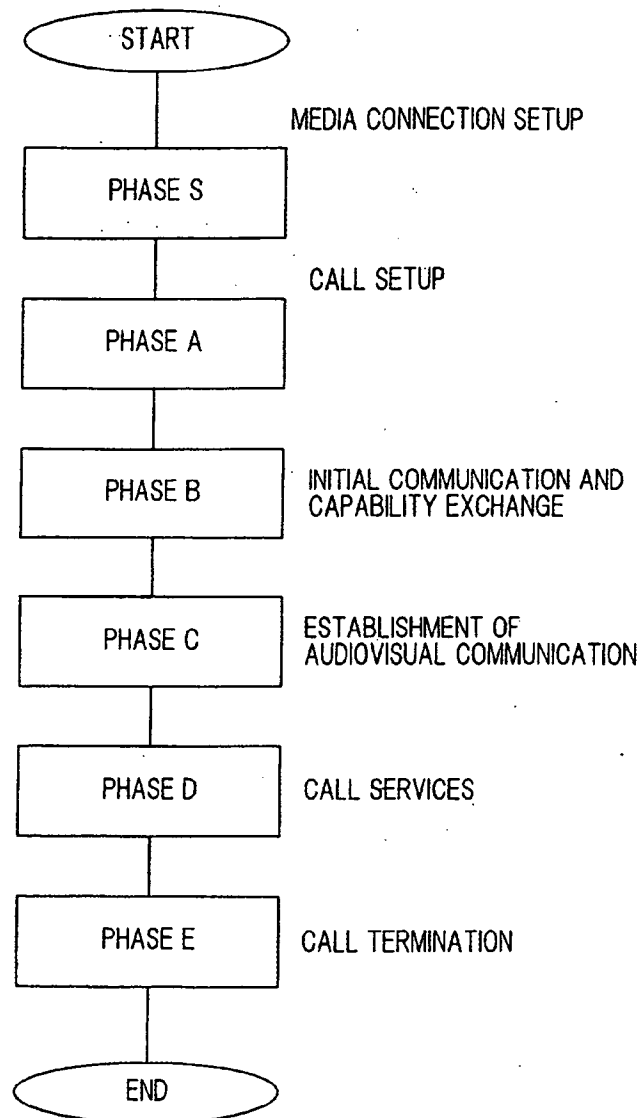 START
MEDIA CONNECTION SETUP
PHASE S
CALL SETUP
PHASE A
PHASE B
INITIAL COMMUNICATION AND
CAPABILITY EXCHANGE
PHASE C
ESTABLISHMENT OF
AUDIOVISUAL COMMUNICATION
PHASE D
CALL SERVICES
PHASE E
CALL TERMINATION
END